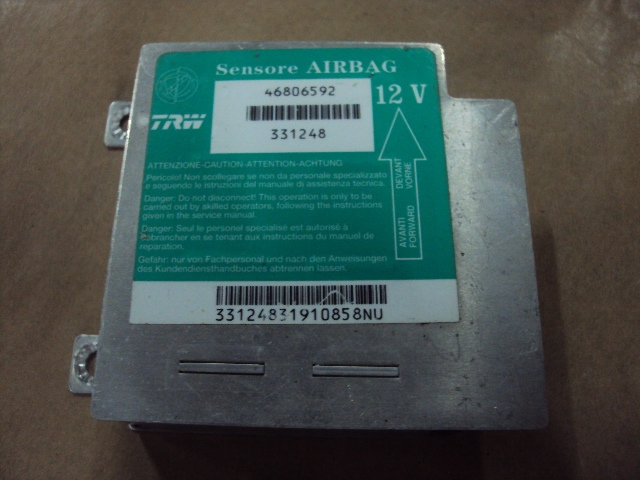 Sensore AIRBAG
46806592
12 V
331248
TRW
ATTENZIONE-CAUTION-ATTENTION-ACHTUNG
Pericolo! Non scollegare se non da personale specializzato
e seguendo le istruzioni del manuale di assistenza tecnica.
Danger: Do not disconnect! This operation is only to be
carried out by skilled operators, following the instructions
given in the service manual.
Danger: Seul le personel specialisé est autorisé à
débrancher en se tenant aux instructions du manuel de
réparation.
Gefahr: nur von Fachpersonal und nach den Anweisungen
des Kundendiensthandbuches abtrennen lassen.
AVANTI DEVANT
FORWARD VORNE
33124831910858NU